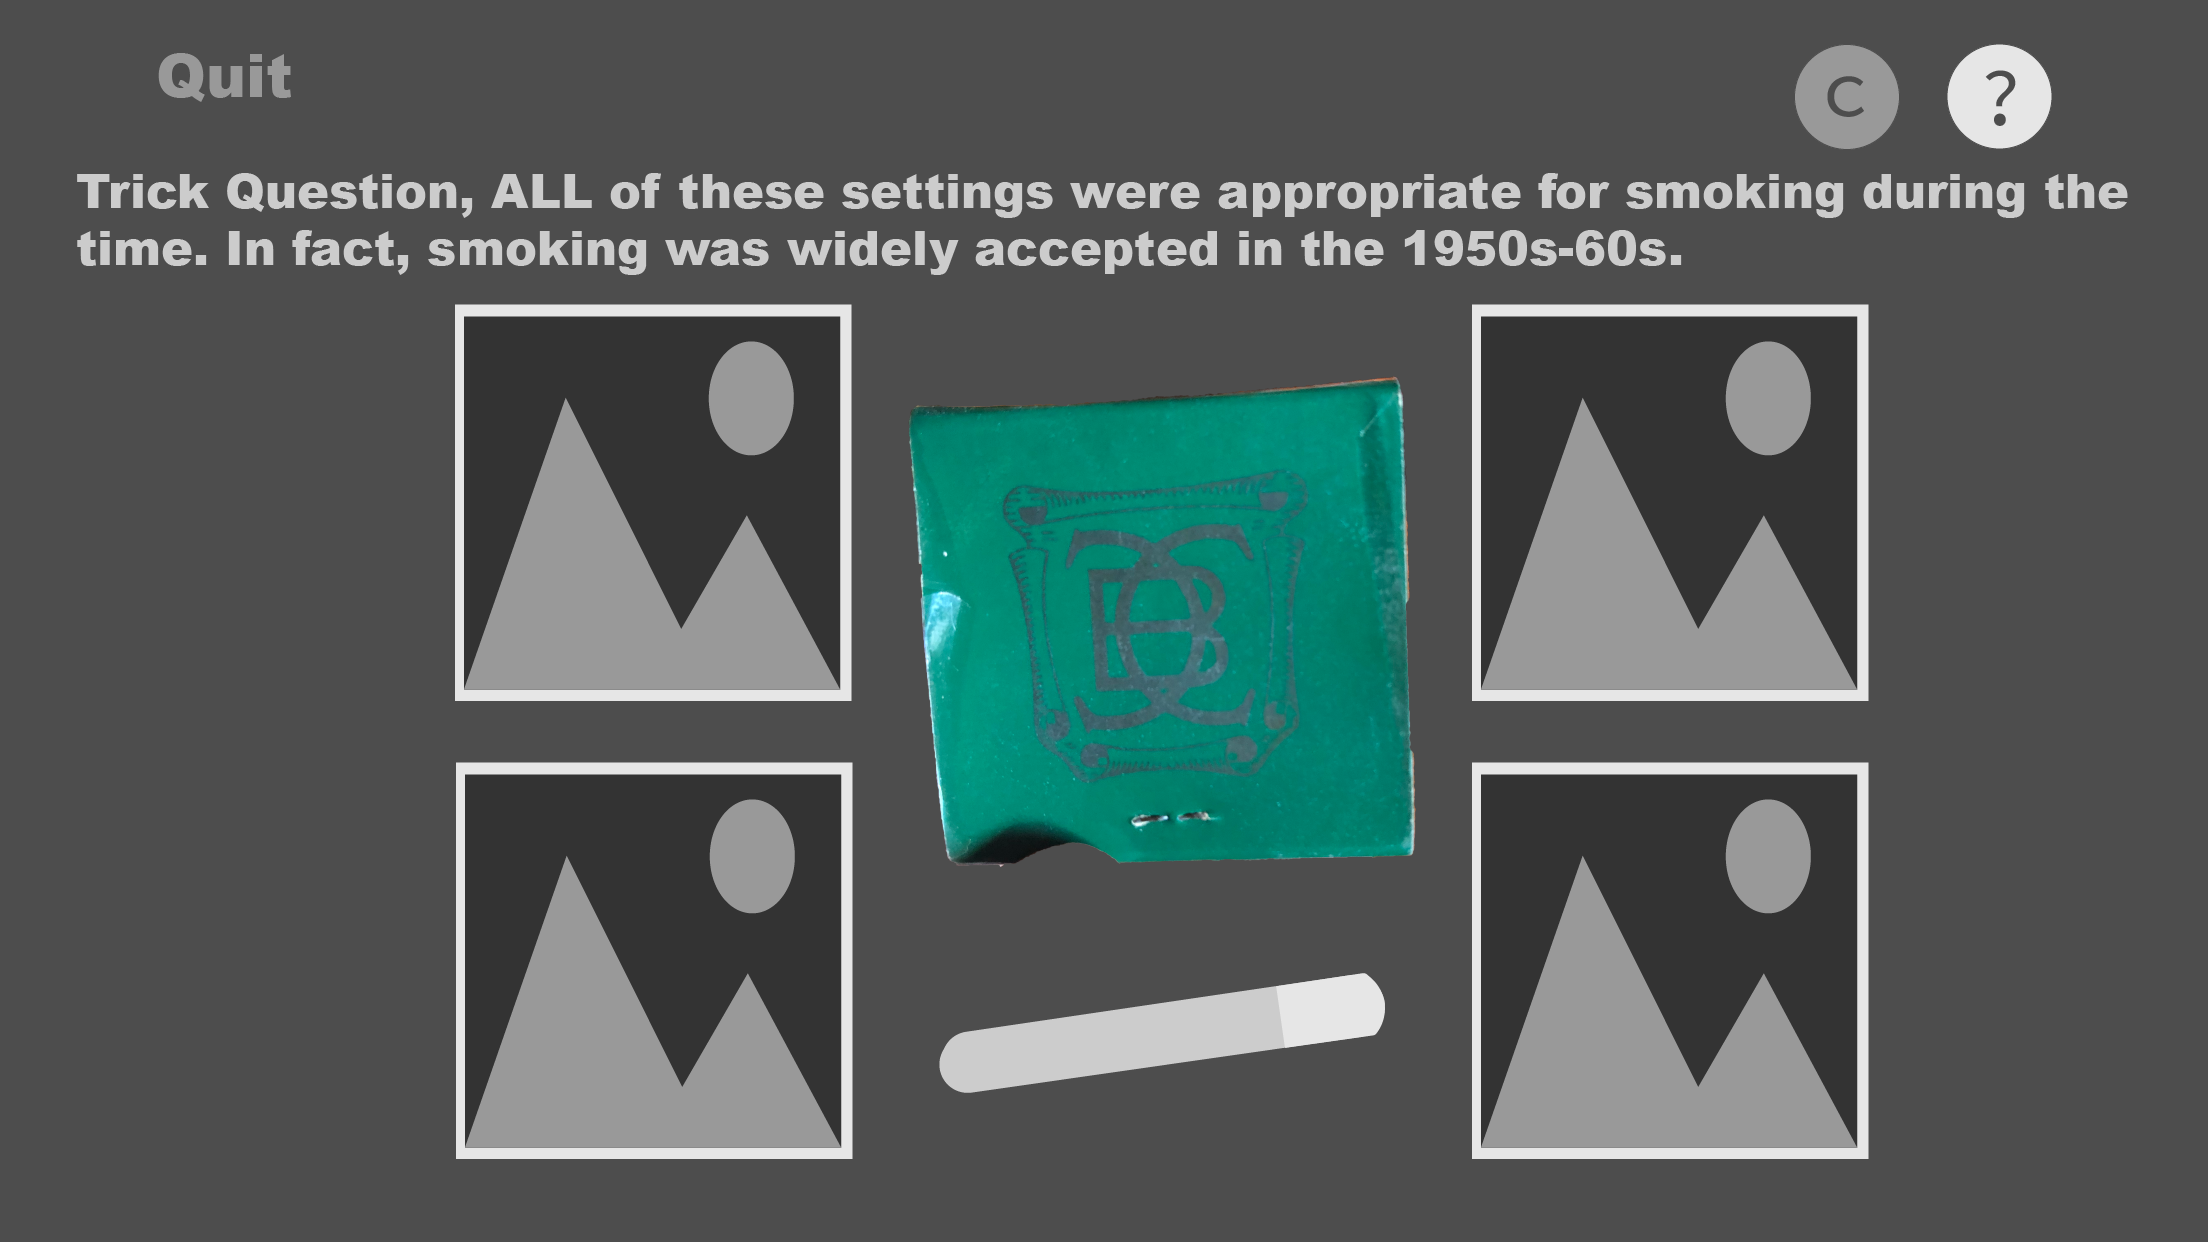 Quit
C
?
Trick Question, ALL of these settings were appropriate for smoking during the
time. In fact, smoking was widely accepted in the 1950s-60s.